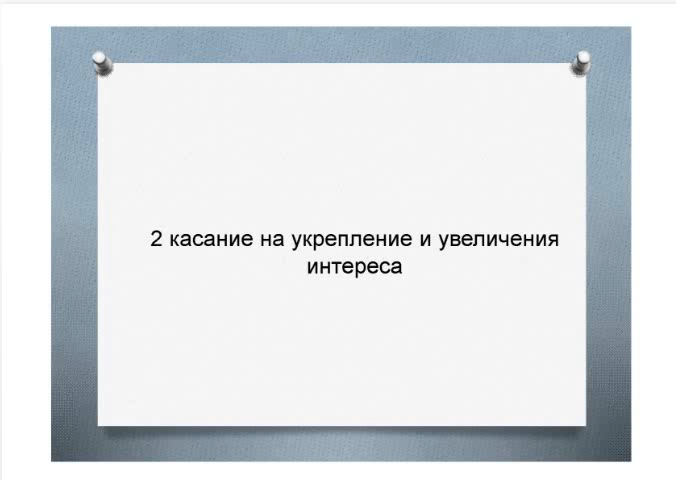 2 касание на укрепление и увеличения
интереса